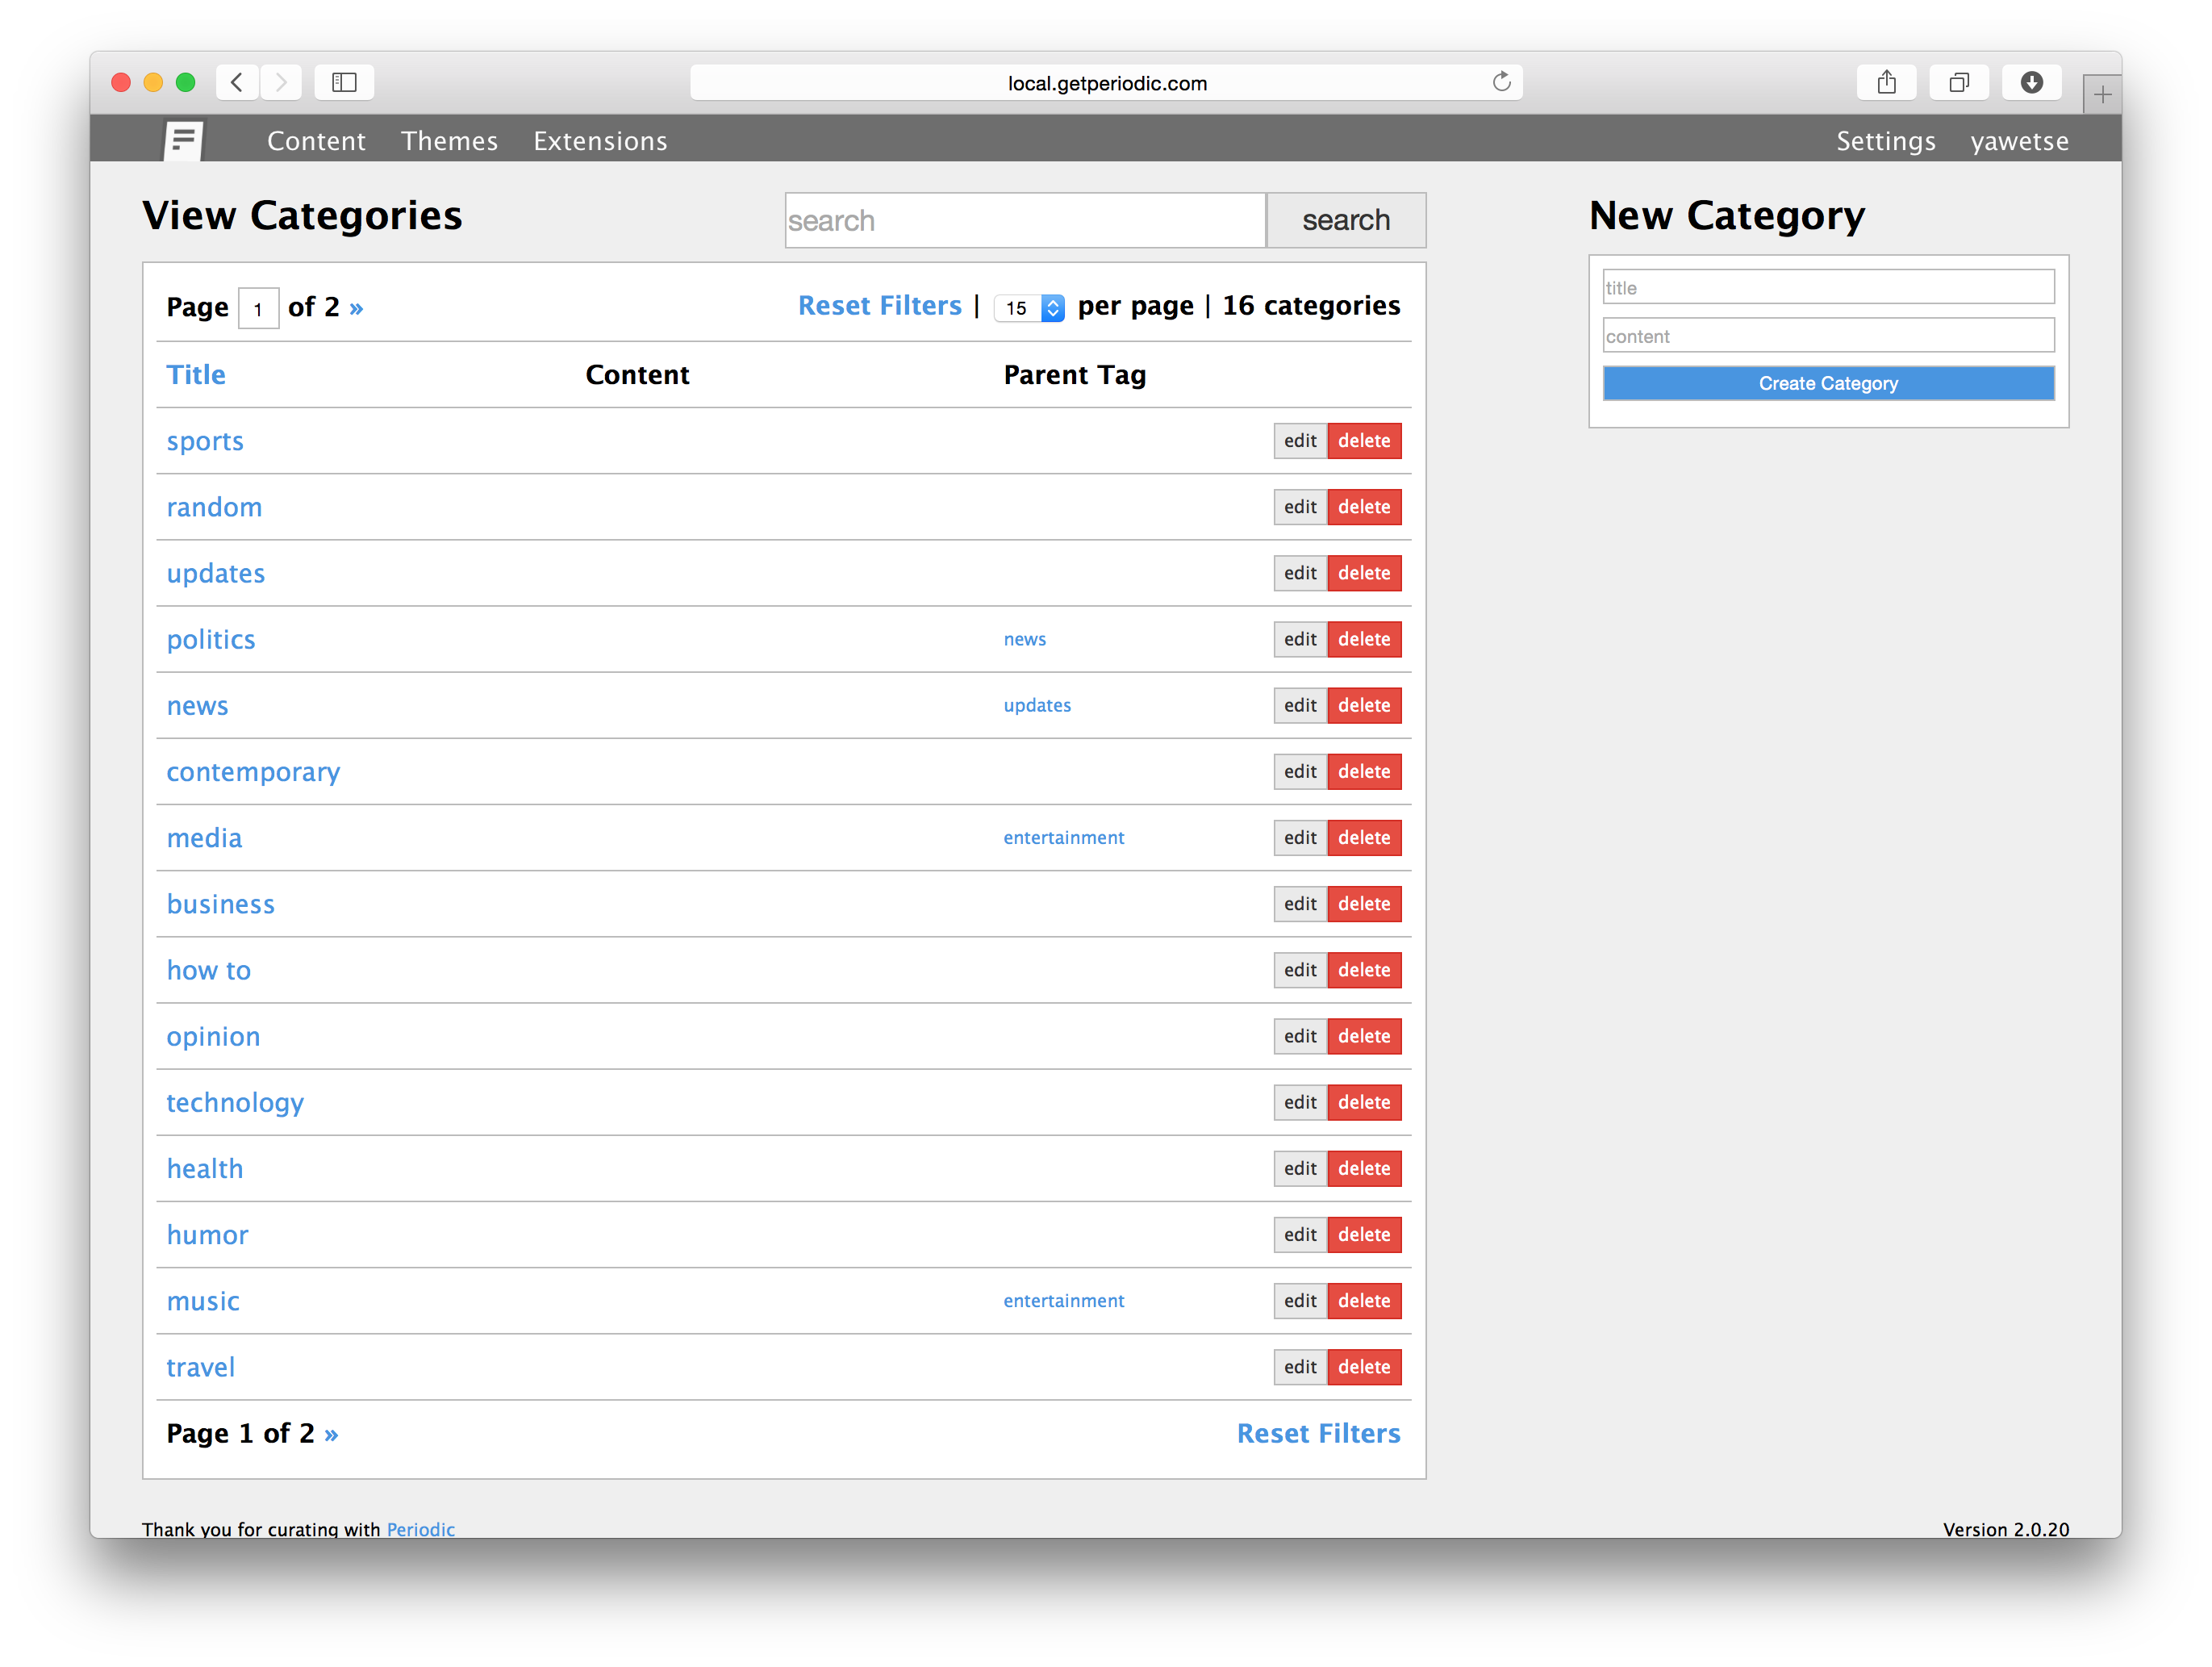 local.getperiodic.com
Content Themes Extensions Settings yawetse
View Categories
search search
New Category
Page 1 of 2 » Reset Filters | 15 per page | 16 categories
title
content
Create Category
Title Content Parent Tag
sports edit delete
random edit delete
updates edit delete
politics news edit delete
news updates edit delete
contemporary edit delete
media entertainment edit delete
business edit delete
how to edit delete
opinion edit delete
technology edit delete
health edit delete
humor edit delete
music entertainment edit delete
travel edit delete
Page 1 of 2 » Reset Filters
Thank you for curating with Periodic Version 2.0.20